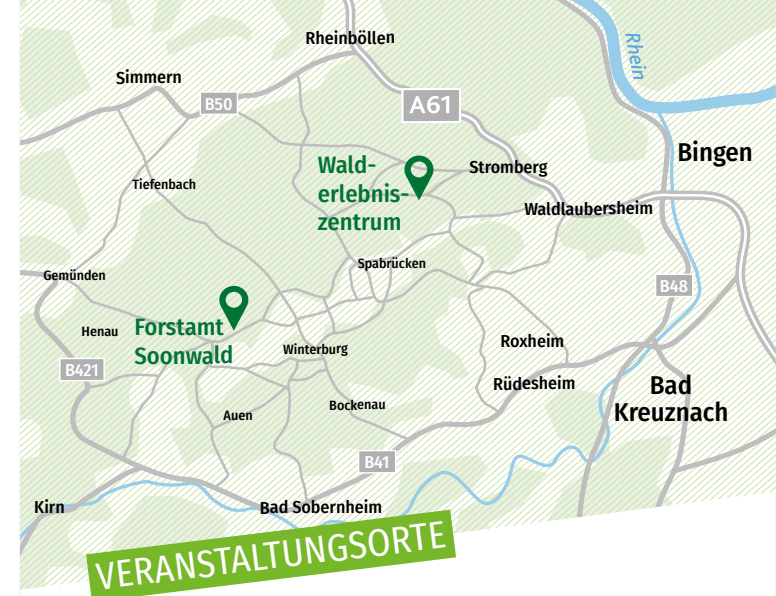 Rheinböllen
Rhein
Simmern
B50
A61
Bingen
Wald-
erlebnis-
zentrum
Stromberg
Tiefenbach
Waldlaubersheim
Spabrücken
Gemünden
B48
Forstamt
Soonwald
Henau
Winterburg
Roxheim
B421
Rüdesheim
Bad
Kreuznach
Auen
Bockenau
B41
Kirn
Bad Sobernheim
VERANSTALTUNGSORTE